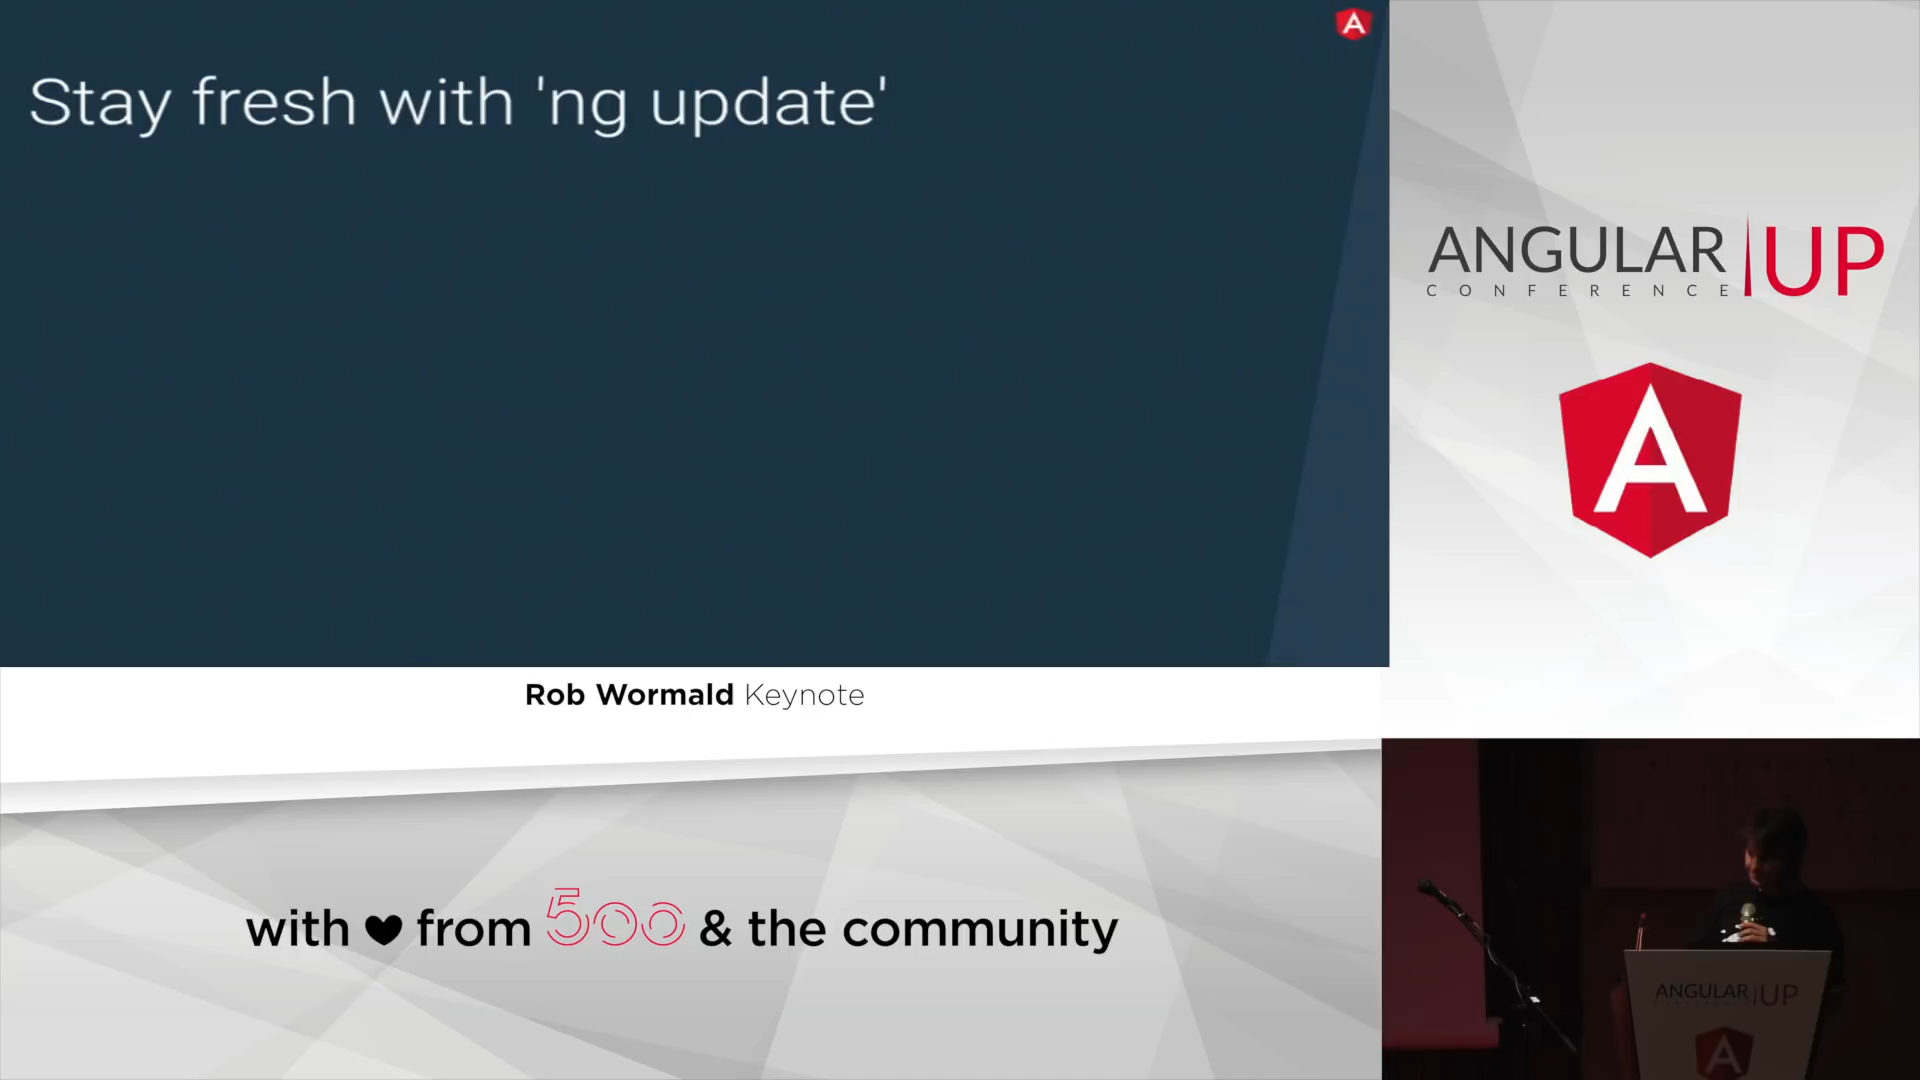 Stay fresh with 'ng update'
A
ANGULAR UP
CONFERENCE
A
Rob Wormald Keynote
with ♥ from 500 & the community
ANGULAR UP
A